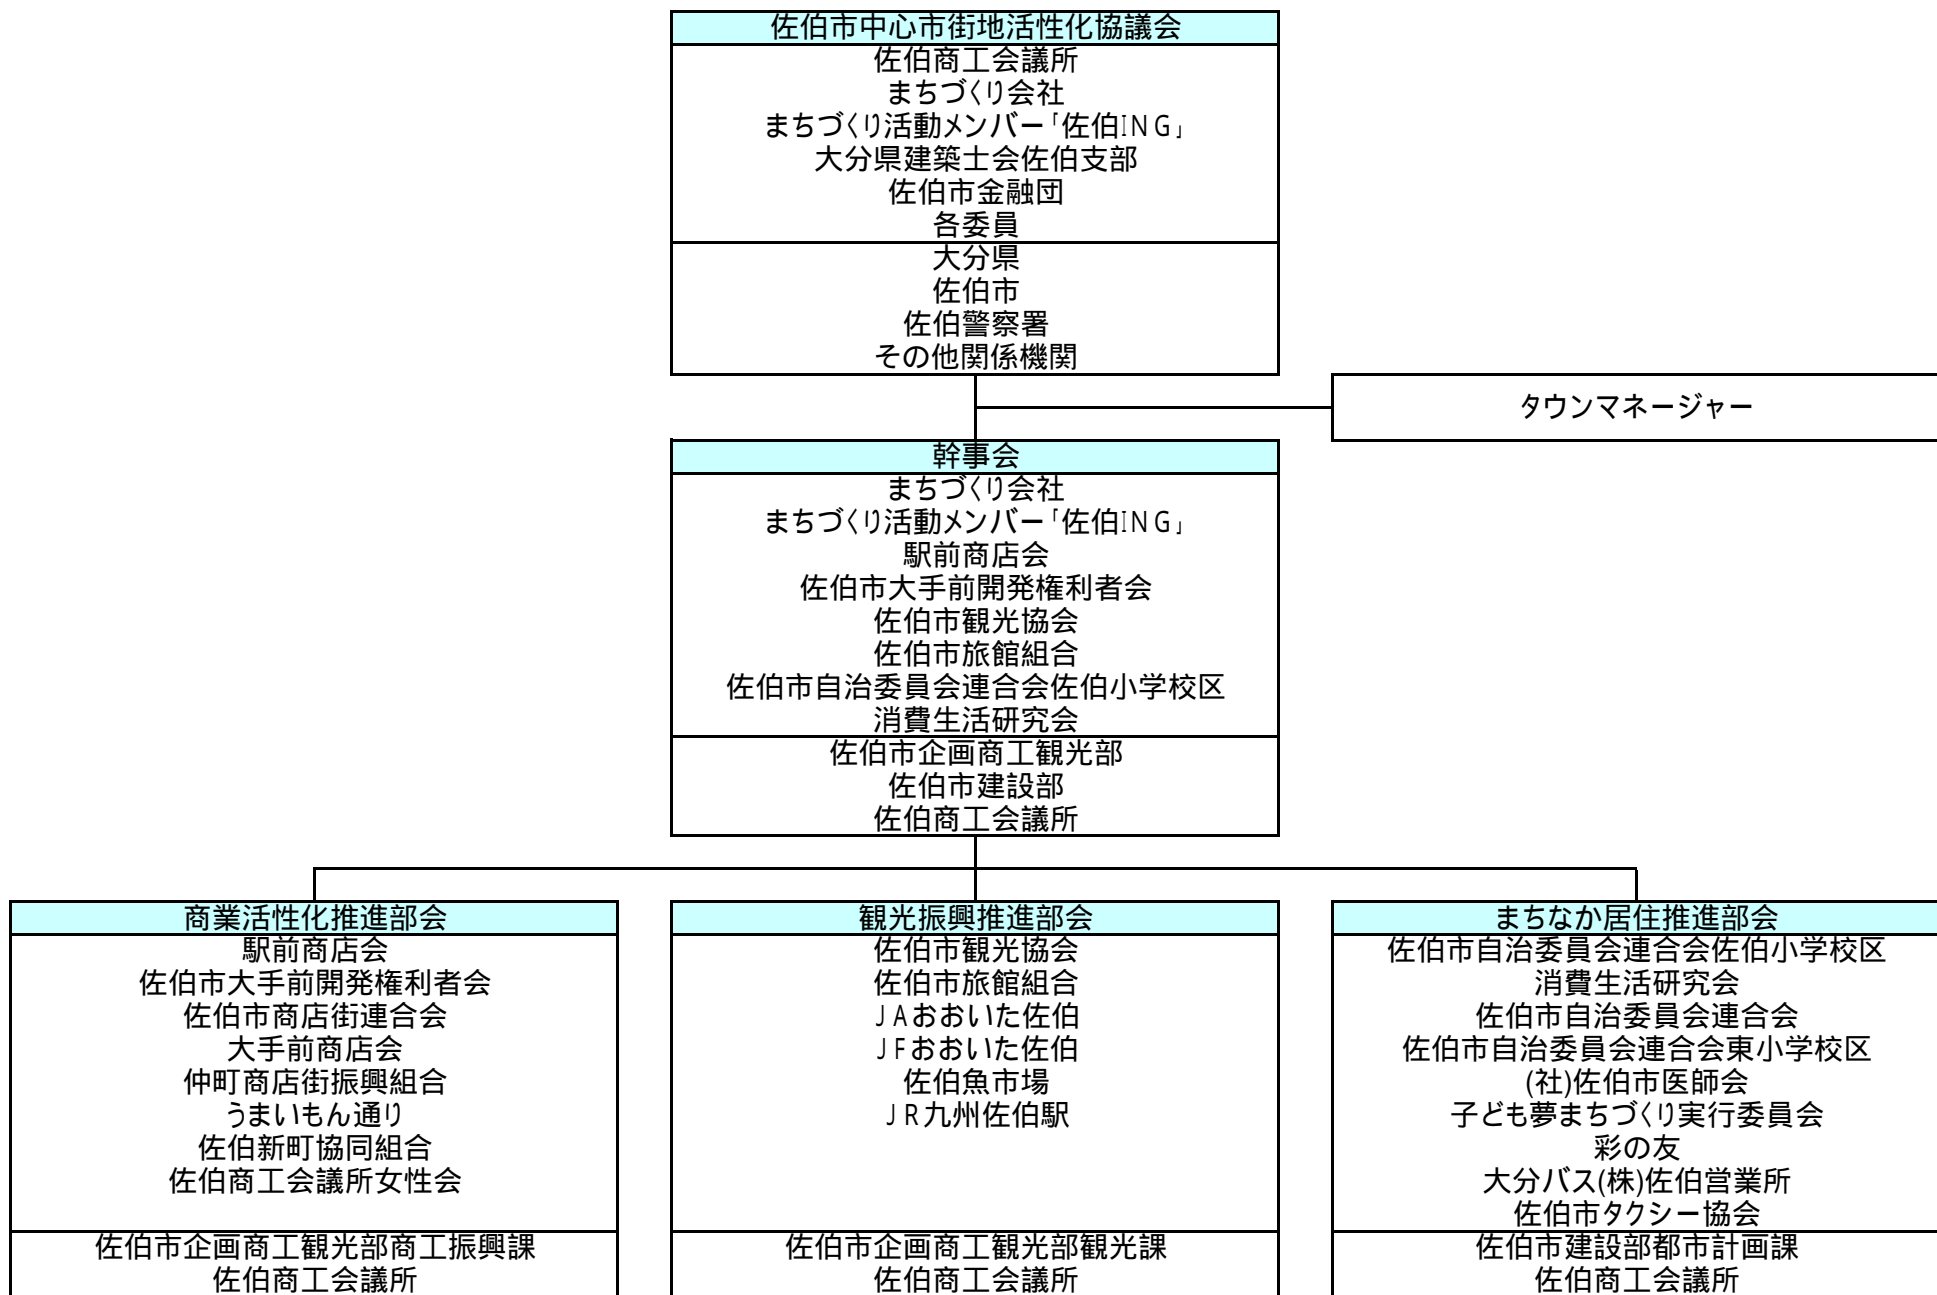 佐伯市中心市街地活性化協議会
佐伯商工会議所
まちづくり会社
まちづくり活動メンバー「佐伯ING」
大分県建築士会佐伯支部
佐伯市金融団
各委員
大分県
佐伯市
佐伯警察署
その他関係機関
タウンマネージャー
幹事会
まちづくり会社
まちづくり活動メンバー「佐伯ING」
駅前商店会
佐伯市大手前開発権利者会
佐伯市観光協会
佐伯市旅館組合
佐伯市自治委員会連合会佐伯小学校区
消費生活研究会
佐伯市企画商工観光部
佐伯市建設部
佐伯商工会議所
商業活性化推進部会
駅前商店会
佐伯市大手前開発権利者会
佐伯市商店街連合会
大手前商店会
仲町商店街振興組合
うまいもん通り
佐伯新町協同組合
佐伯商工会議所女性会
佐伯市企画商工観光部商工振興課
佐伯商工会議所
観光振興推進部会
佐伯市観光協会
佐伯市旅館組合
JAおおいた佐伯
JFおおいた佐伯
佐伯魚市場
JR九州佐伯駅
佐伯市企画商工観光部観光課
佐伯商工会議所
まちなか居住推進部会
佐伯市自治委員会連合会佐伯小学校区
消費生活研究会
佐伯市自治委員会連合会
佐伯市自治委員会連合会東小学校区
(社)佐伯市医師会
子ども夢まちづくり実行委員会
彩の友
大分バス(株)佐伯営業所
佐伯市タクシー協会
佐伯市建設部都市計画課
佐伯商工会議所